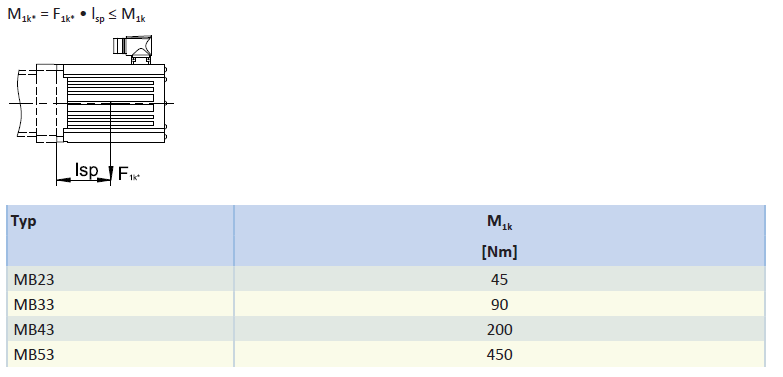 M1k* = F1k* • lsp ≤ M1k
lsp F1k*
Typ M1k
[Nm]
MB23 45
MB33 90
MB43 200
MB53 450